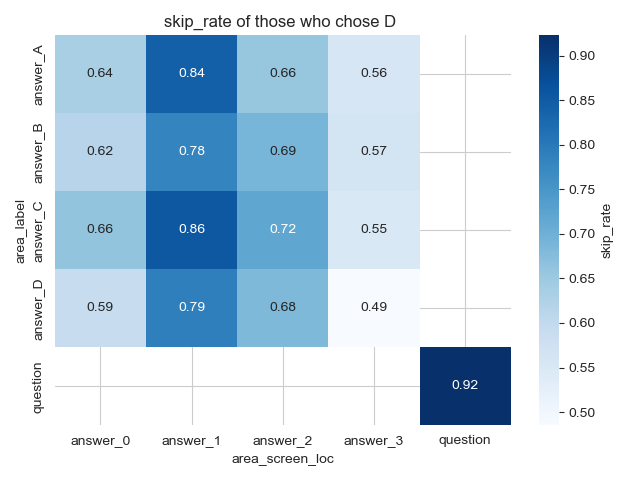 skip_rate of those who chose D
area_label
answer_A
0.64 0.84 0.66 0.56
answer_B
0.62 0.78 0.69 0.57
answer_C
0.66 0.86 0.72 0.55
answer_D
0.59 0.79 0.68 0.49
question
0.92
answer_0 answer_1 answer_2 answer_3 question
area_screen_loc
0.90
0.85
0.80
0.75
0.70
0.65
0.60
0.55
0.50
skip_rate